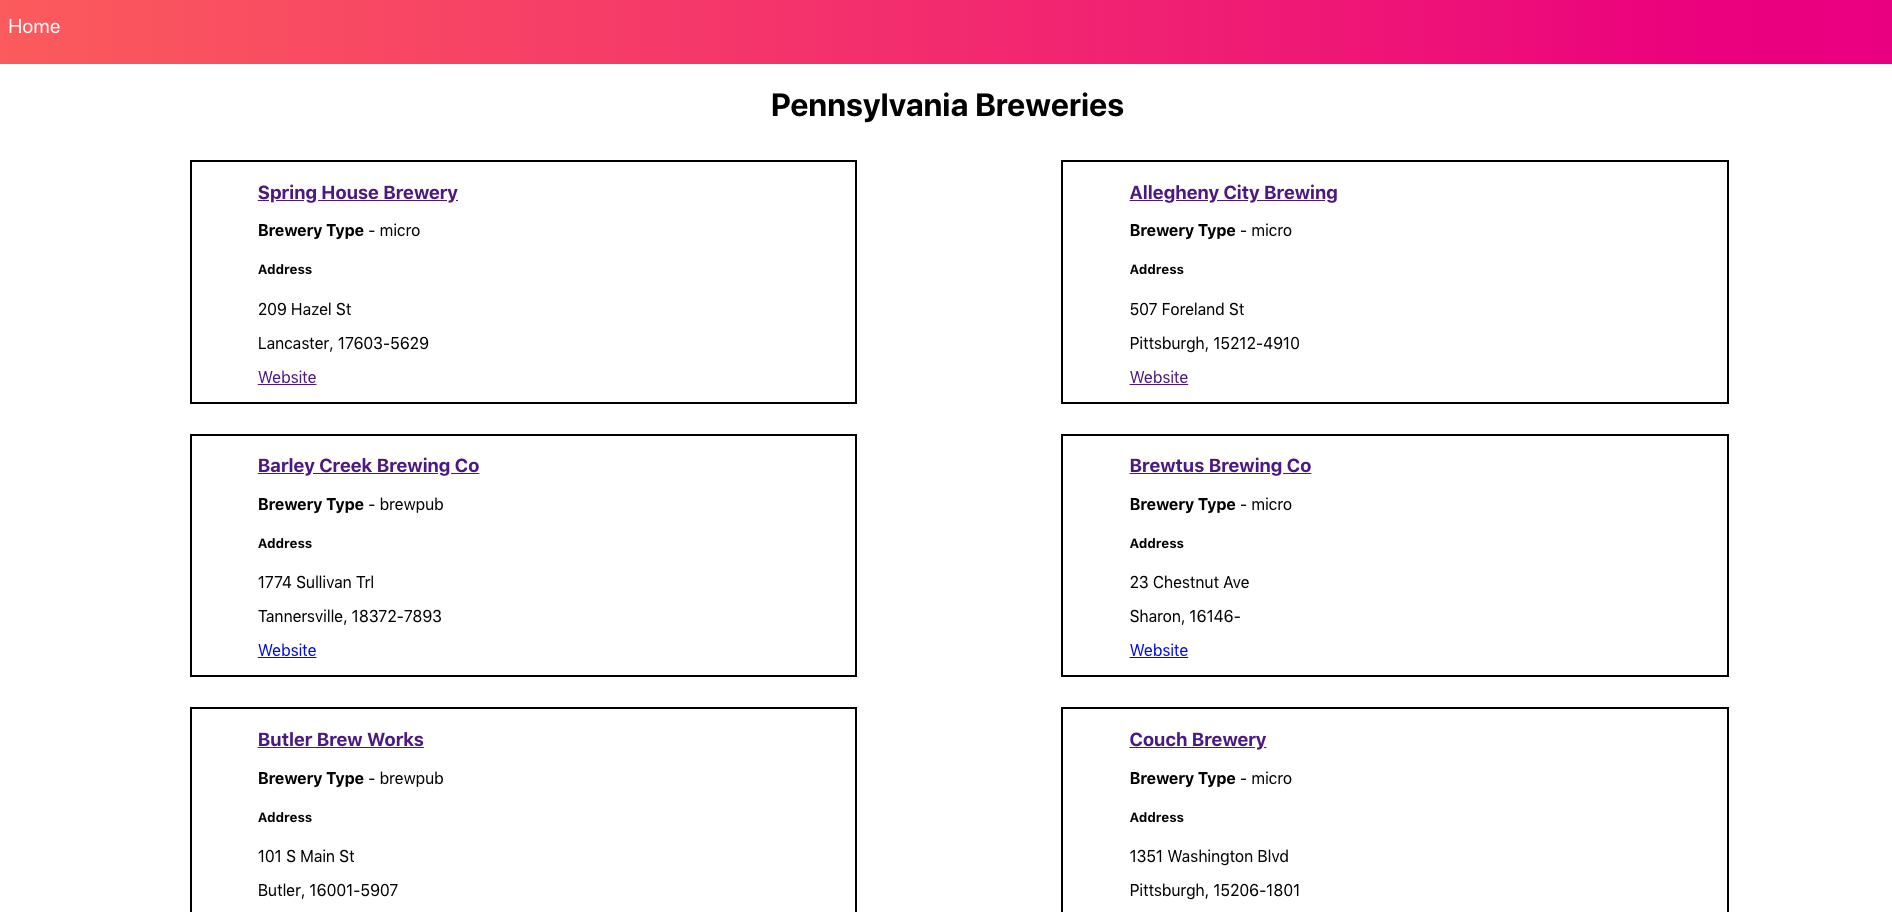 Home
Pennsylvania Breweries
Spring House Brewery
Brewery Type - micro
Address
209 Hazel St
Lancaster, 17603-5629
Website
Allegheny City Brewing
Brewery Type - micro
Address
507 Foreland St
Pittsburgh, 15212-4910
Website
Barley Creek Brewing Co
Brewery Type - brewpub
Address
1774 Sullivan Trl
Tannersville, 18372-7893
Website
Brewtus Brewing Co
Brewery Type - micro
Address
23 Chestnut Ave
Sharon, 16146-
Website
Butler Brew Works
Brewery Type - brewpub
Address
101 S Main St
Butler, 16001-5907
Couch Brewery
Brewery Type - micro
Address
1351 Washington Blvd
Pittsburgh, 15206-1801